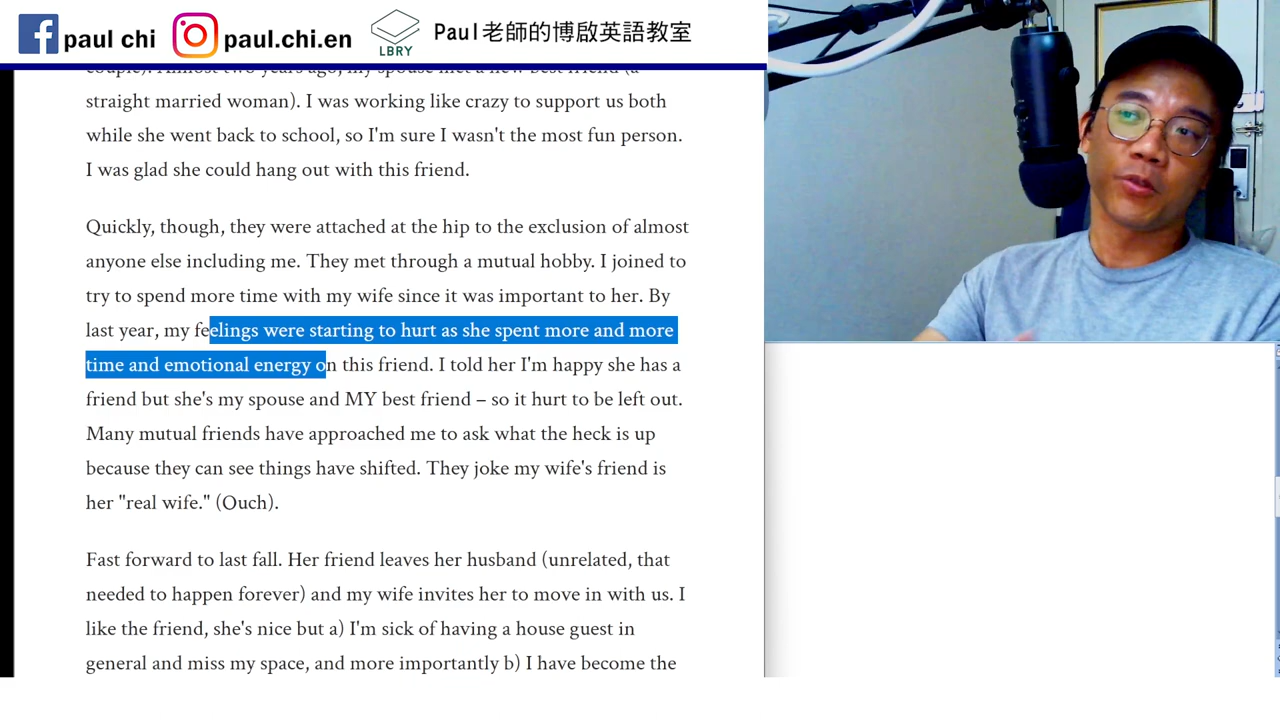 paul chi
paul.chi.en
LBRY
Paul老師的博啟英語教室
couple). Almost two years ago, my spouse met a new best friend (a
straight married woman). I was working like crazy to support us both
while she went back to school, so I'm sure I wasn't the most fun person.
I was glad she could hang out with this friend.
Quickly, though, they were attached at the hip to the exclusion of almost
anyone else including me. They met through a mutual hobby. I joined to
try to spend more time with my wife since it was important to her. By
last year, my feelings were starting to hurt as she spent more and more
time and emotional energy on this friend. I told her I'm happy she has a
friend but she's my spouse and MY best friend – so it hurt to be left out.
Many mutual friends have approached me to ask what the heck is up
because they can see things have shifted. They joke my wife's friend is
her "real wife." (Ouch).
Fast forward to last fall. Her friend leaves her husband (unrelated, that
needed to happen forever) and my wife invites her to move in with us. I
like the friend, she's nice but a) I'm sick of having a house guest in
general and miss my space, and more importantly b) I have become the